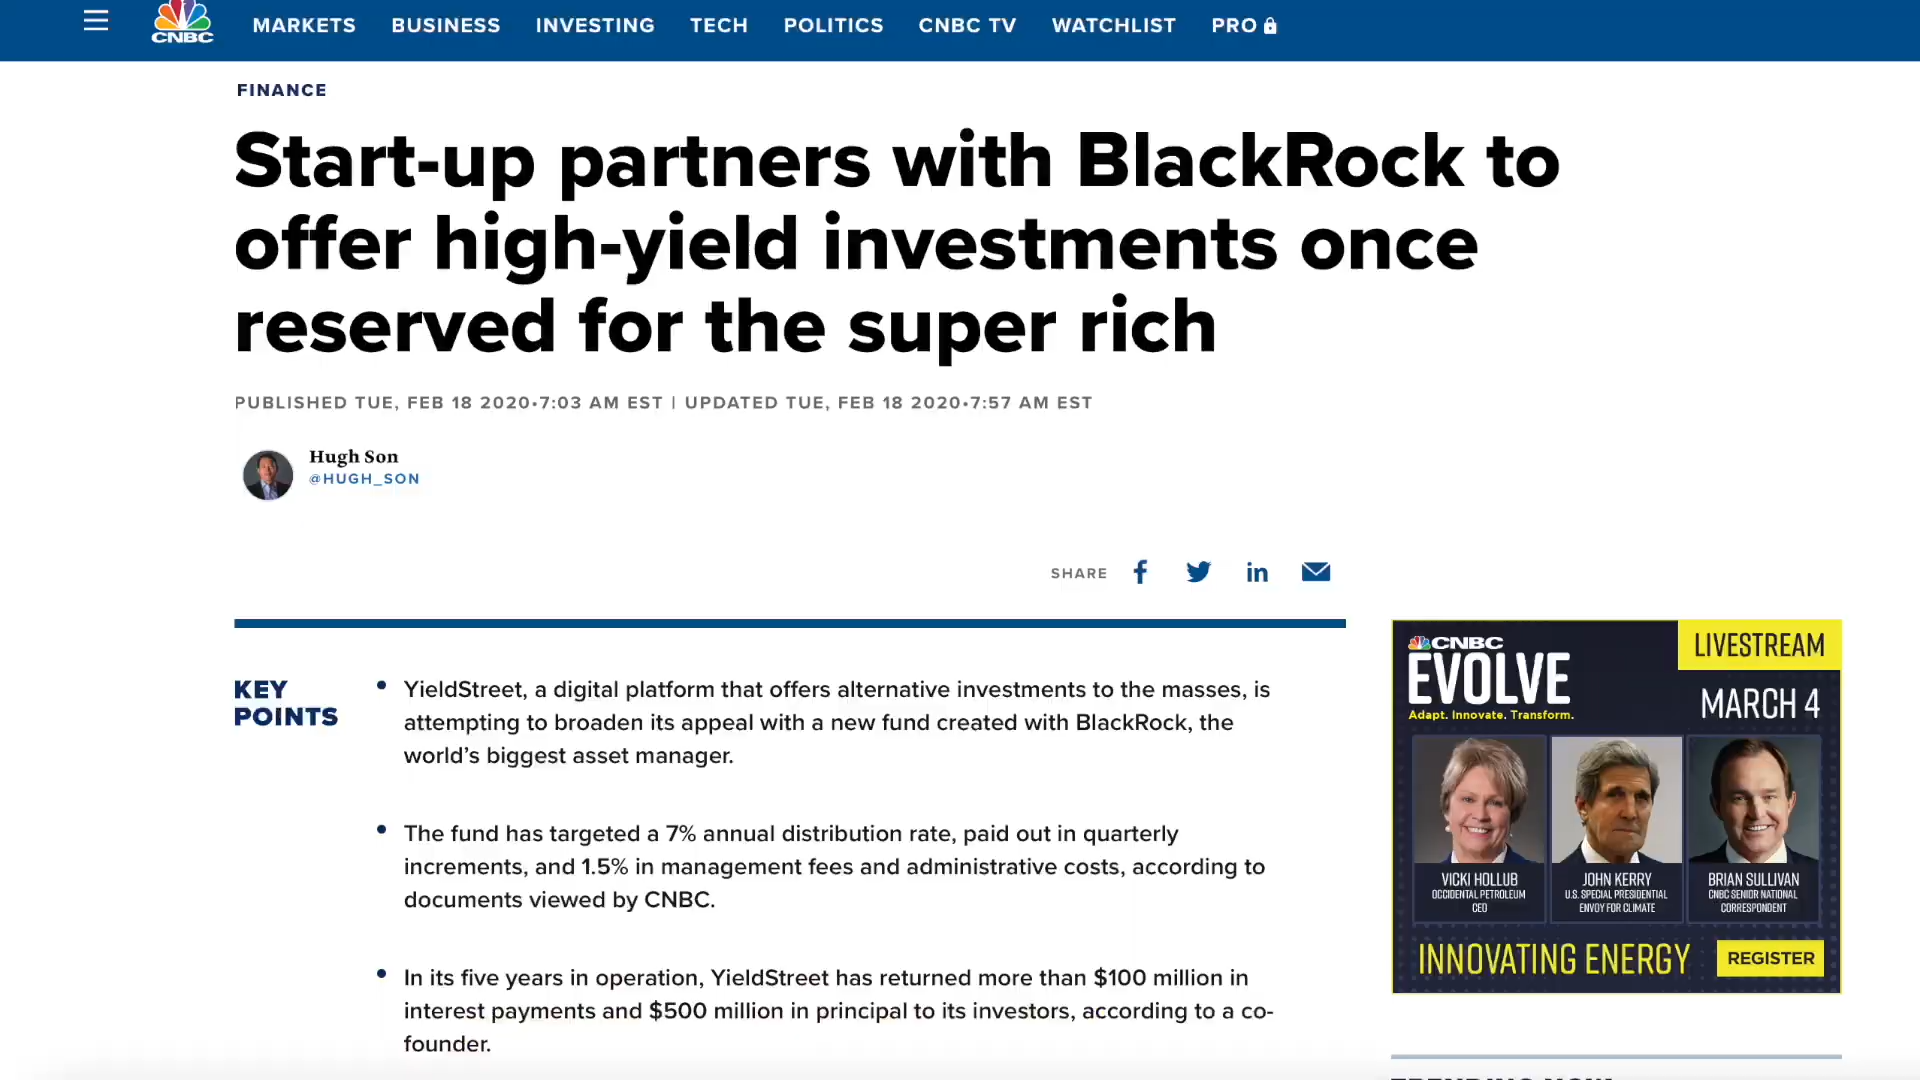 CNBC
MARKETS BUSINESS INVESTING TECH POLITICS CNBC TV WATCHLIST PRO
FINANCE
Start-up partners with BlackRock to
offer high-yield investments once
reserved for the super rich
PUBLISHED TUE, FEB 18 2020•7:03 AM EST | UPDATED TUE, FEB 18 2020•7:57 AM EST
Hugh Son
@HUGH_SON
SHARE
KEY
POINTS
• YieldStreet, a digital platform that offers alternative investments to the masses, is
attempting to broaden its appeal with a new fund created with BlackRock, the
world’s biggest asset manager.
• The fund has targeted a 7% annual distribution rate, paid out in quarterly
increments, and 1.5% in management fees and administrative costs, according to
documents viewed by CNBC.
• In its five years in operation, YieldStreet has returned more than $100 million in
interest payments and $500 million in principal to its investors, according to a co-
founder.
CNBC
EVOLVE
Adapt. Innovate. Transform.
LIVESTREAM
MARCH 4
VICKI HOLLUB
OCCIDENTAL PETROLEUM
CEO
JOHN KERRY
U.S. SPECIAL PRESIDENTIAL
ENVOY FOR CLIMATE
BRIAN SULLIVAN
CNBC SENIOR NATIONAL
CORRESPONDENT
INNOVATING ENERGY
REGISTER